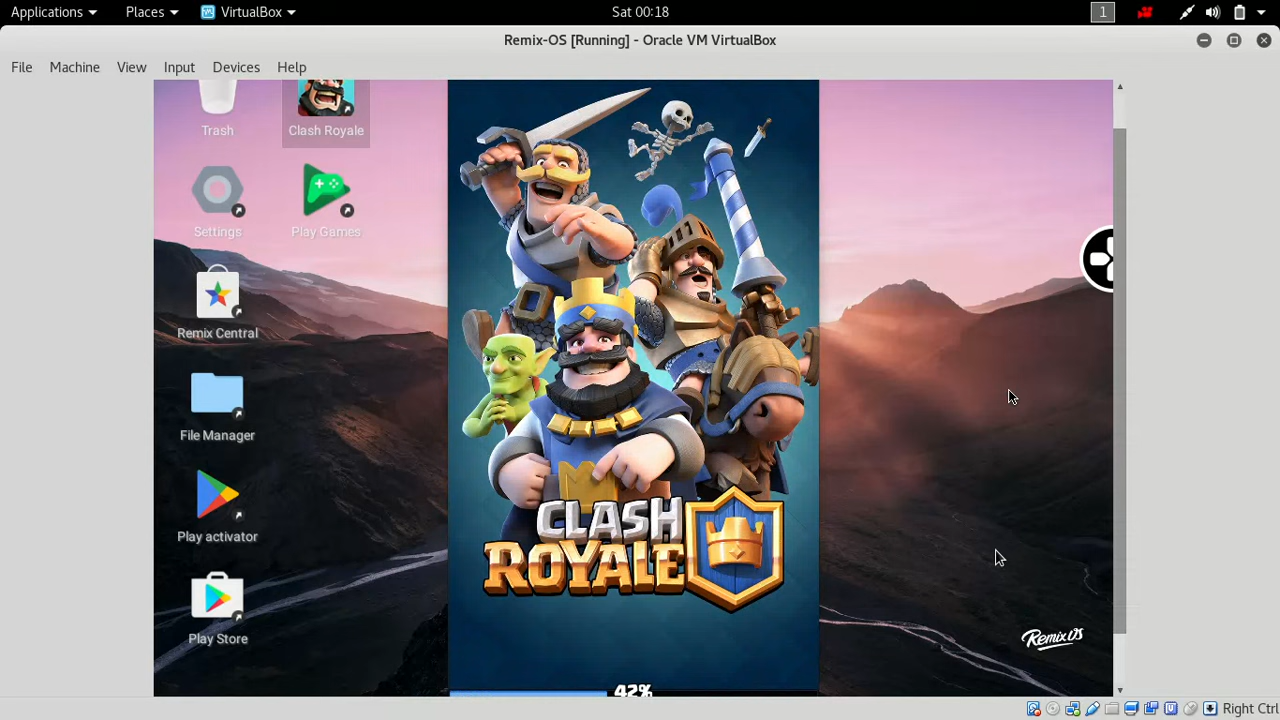 Applications Places VirtualBox Sat 00:18 1
Remix-OS [Running] - Oracle VM VirtualBox
File Machine View Input Devices Help
Trash Clash Royale
Settings Play Games
Remix Central
File Manager
Play activator
Play Store
CLASH
ROYALE
Remix OS
42%
Right Ctrl